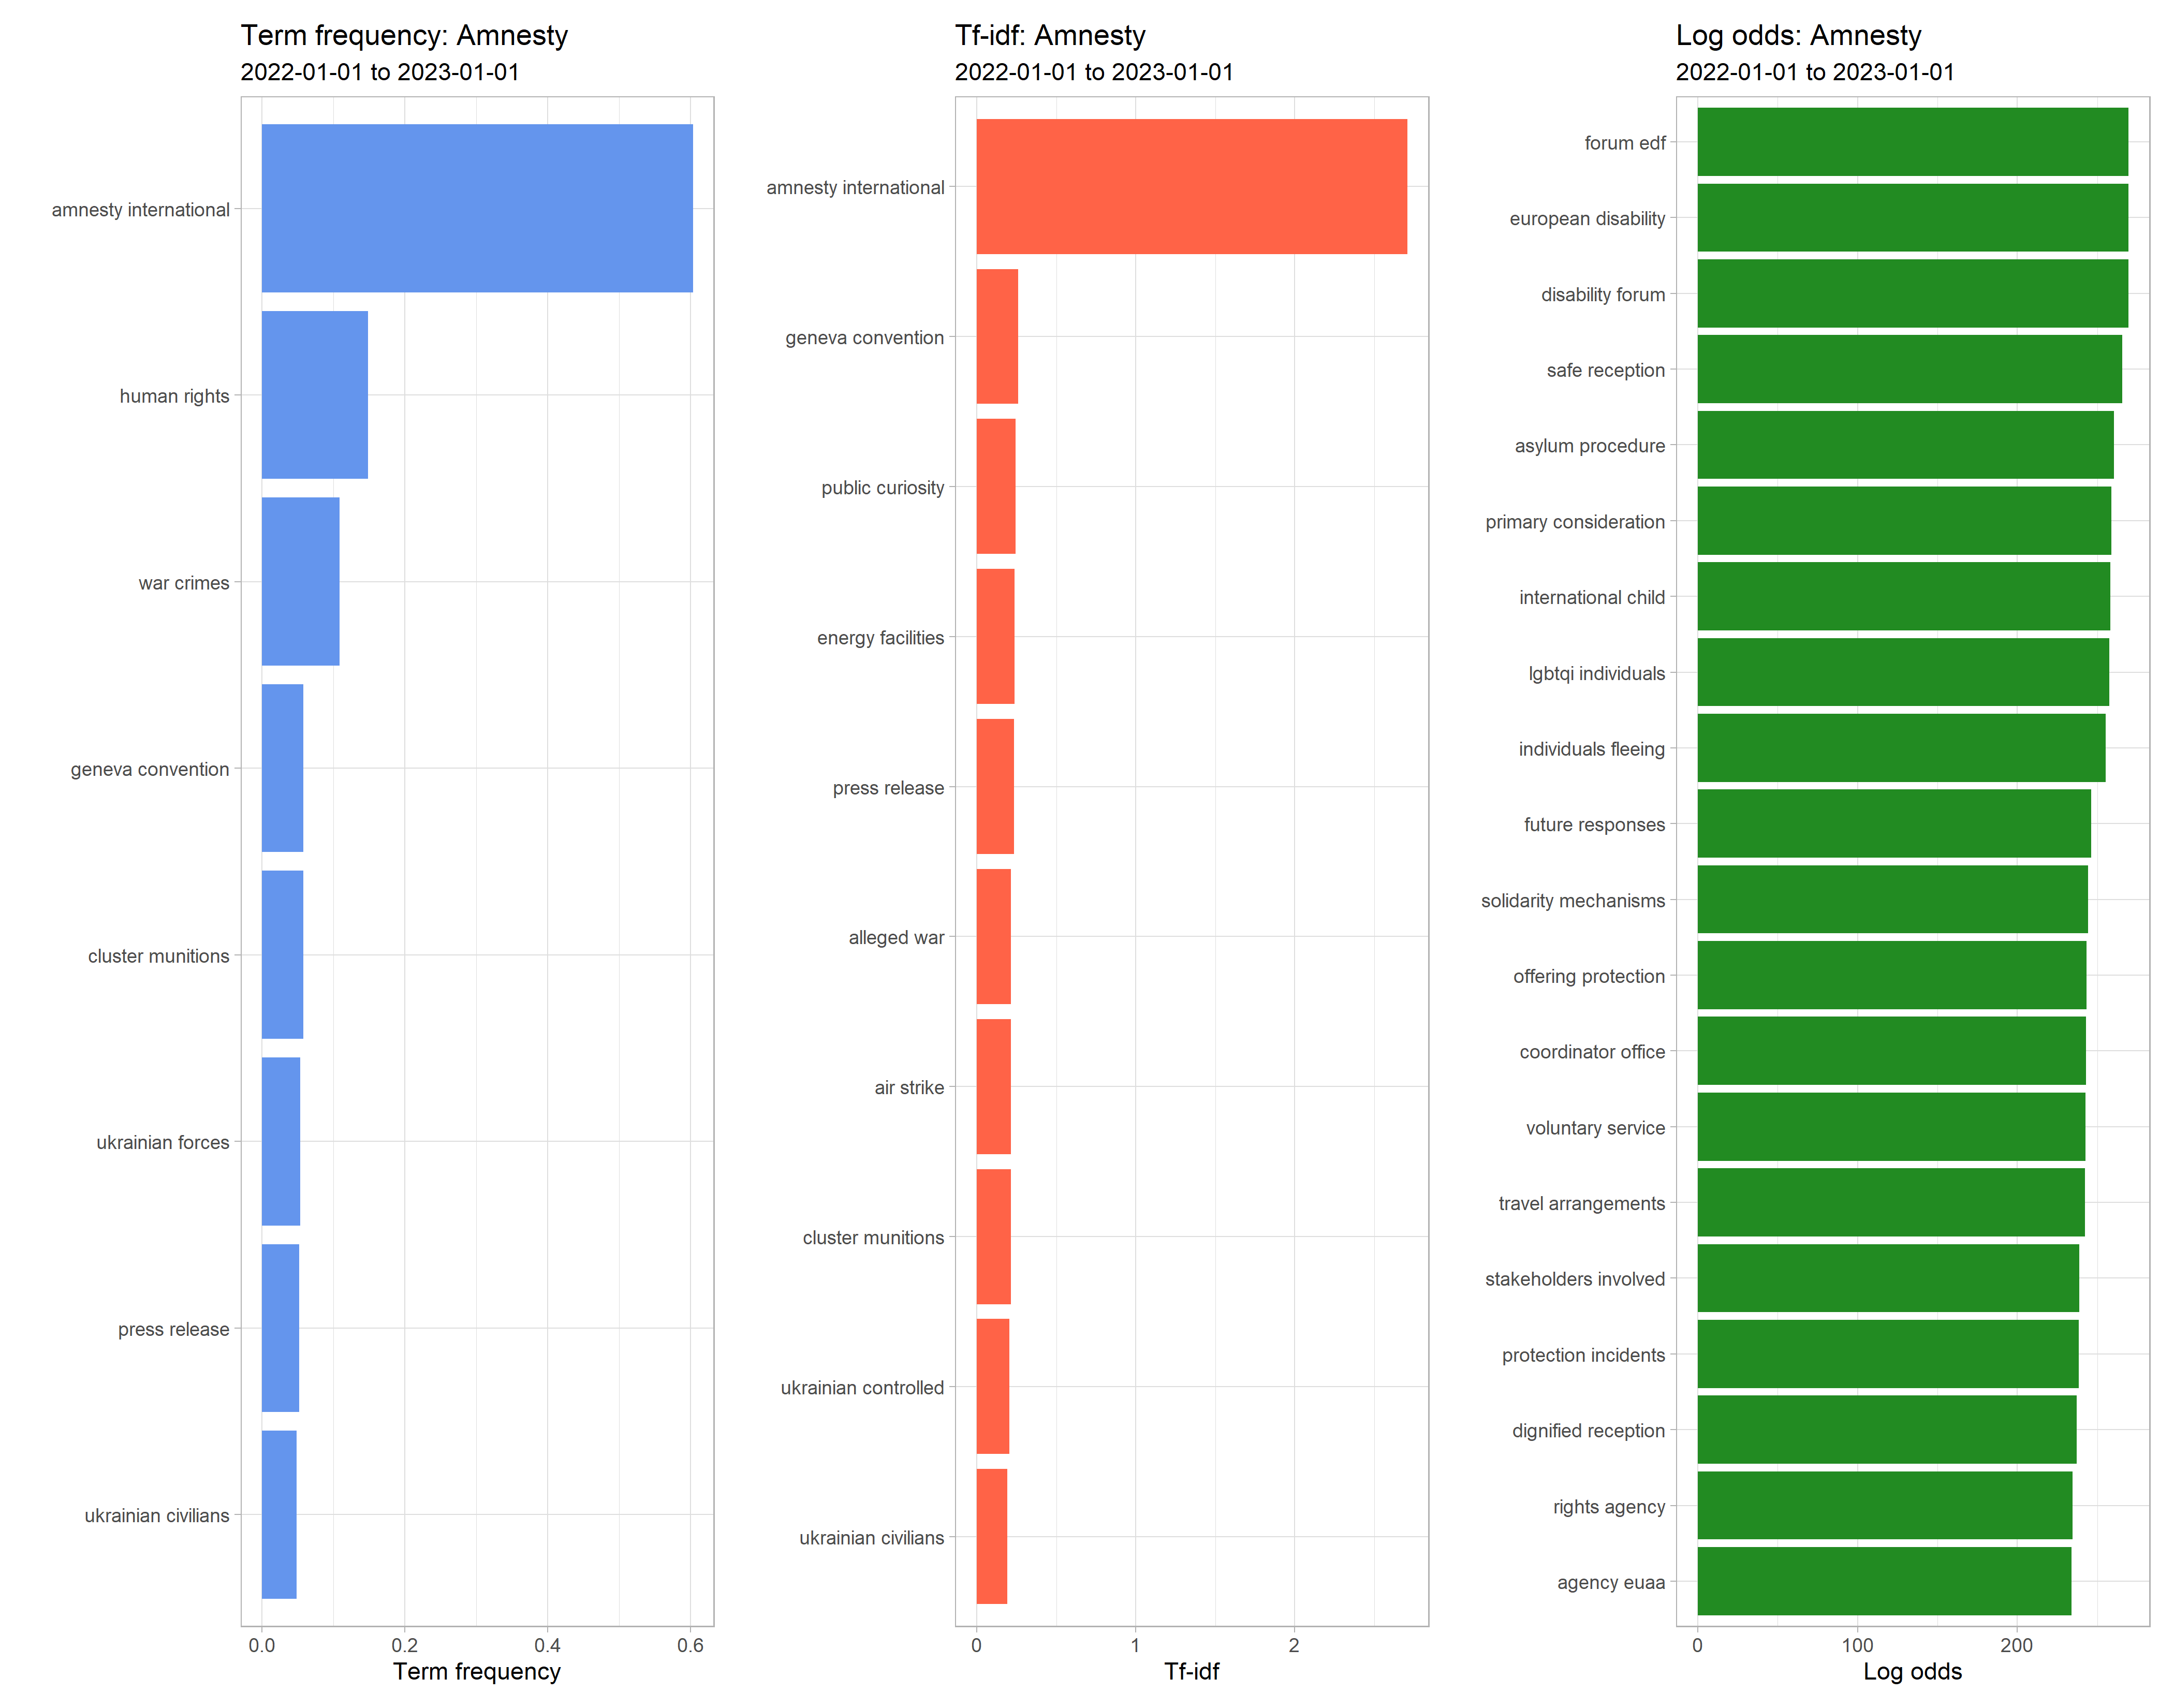 Term frequency: Amnesty
2022-01-01 to 2023-01-01
amnesty international
human rights
war crimes
geneva convention
cluster munitions
ukrainian forces
press release
ukrainian civilians
0.0 0.2 0.4 0.6
Term frequency
Tf-idf: Amnesty
2022-01-01 to 2023-01-01
amnesty international
geneva convention
public curiosity
energy facilities
press release
alleged war
air strike
cluster munitions
ukrainian controlled
ukrainian civilians
0 1 2
Tf-idf
Log odds: Amnesty
2022-01-01 to 2023-01-01
forum edf
european disability
disability forum
safe reception
asylum procedure
primary consideration
international child
lgbtqi individuals
individuals fleeing
future responses
solidarity mechanisms
offering protection
coordinator office
voluntary service
travel arrangements
stakeholders involved
protection incidents
dignified reception
rights agency
agency euaa
0 100 200
Log odds